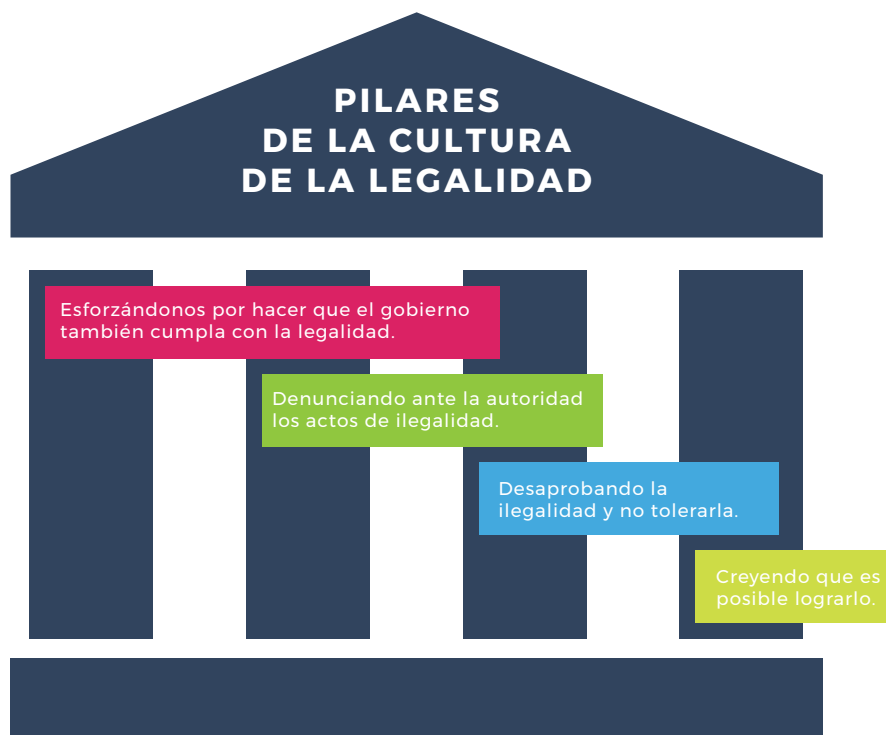 PILARES
DE LA CULTURA
DE LA LEGALIDAD
Esforzándonos por hacer que el gobierno
también cumpla con la legalidad.
Denunciando ante la autoridad
los actos de ilegalidad.
Desaprobando la
ilegalidad y no tolerarla.
Creyendo que es
posible lograrlo.